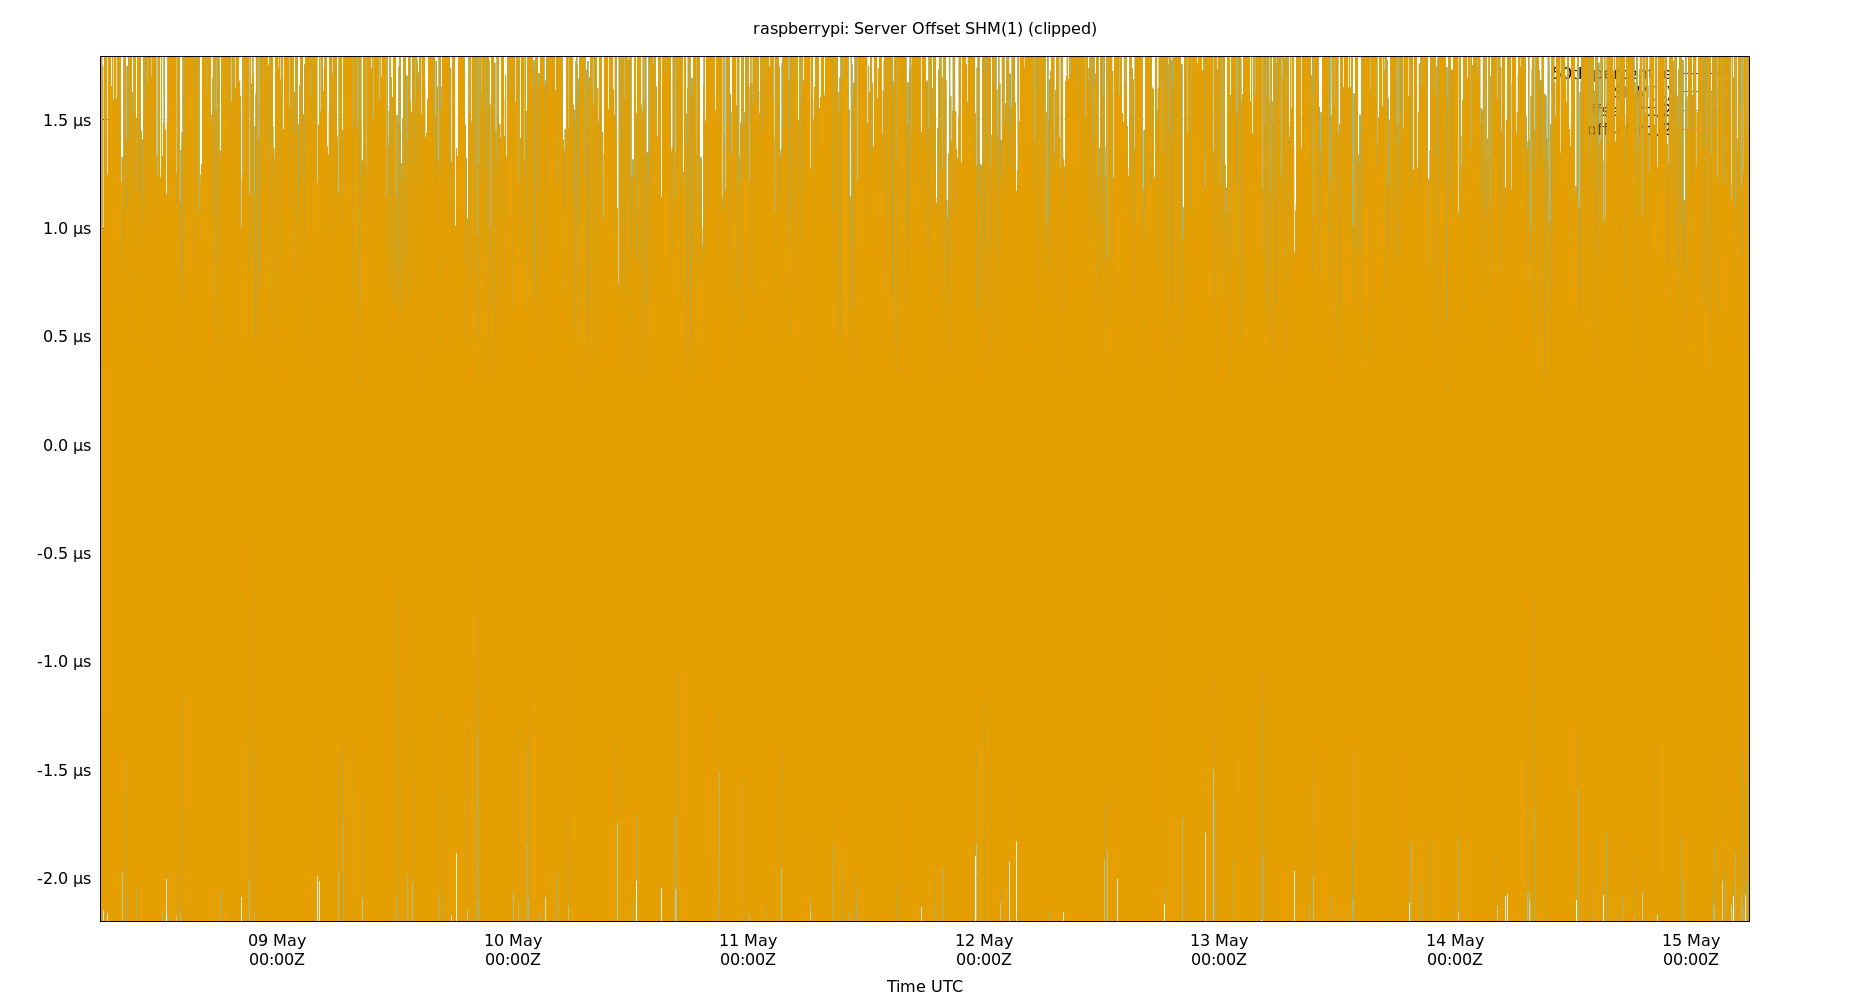 raspberrypi: Server Offset SHM(1) (clipped)
1.5 µs
1.0 µs
0.5 µs
0.0 µs
-0.5 µs
-1.0 µs
-1.5 µs
-2.0 µs
09 May 10 May 11 May 12 May 13 May 14 May 15 May
00:00Z 00:00Z 00:00Z 00:00Z 00:00Z 00:00Z 00:00Z
Time UTC